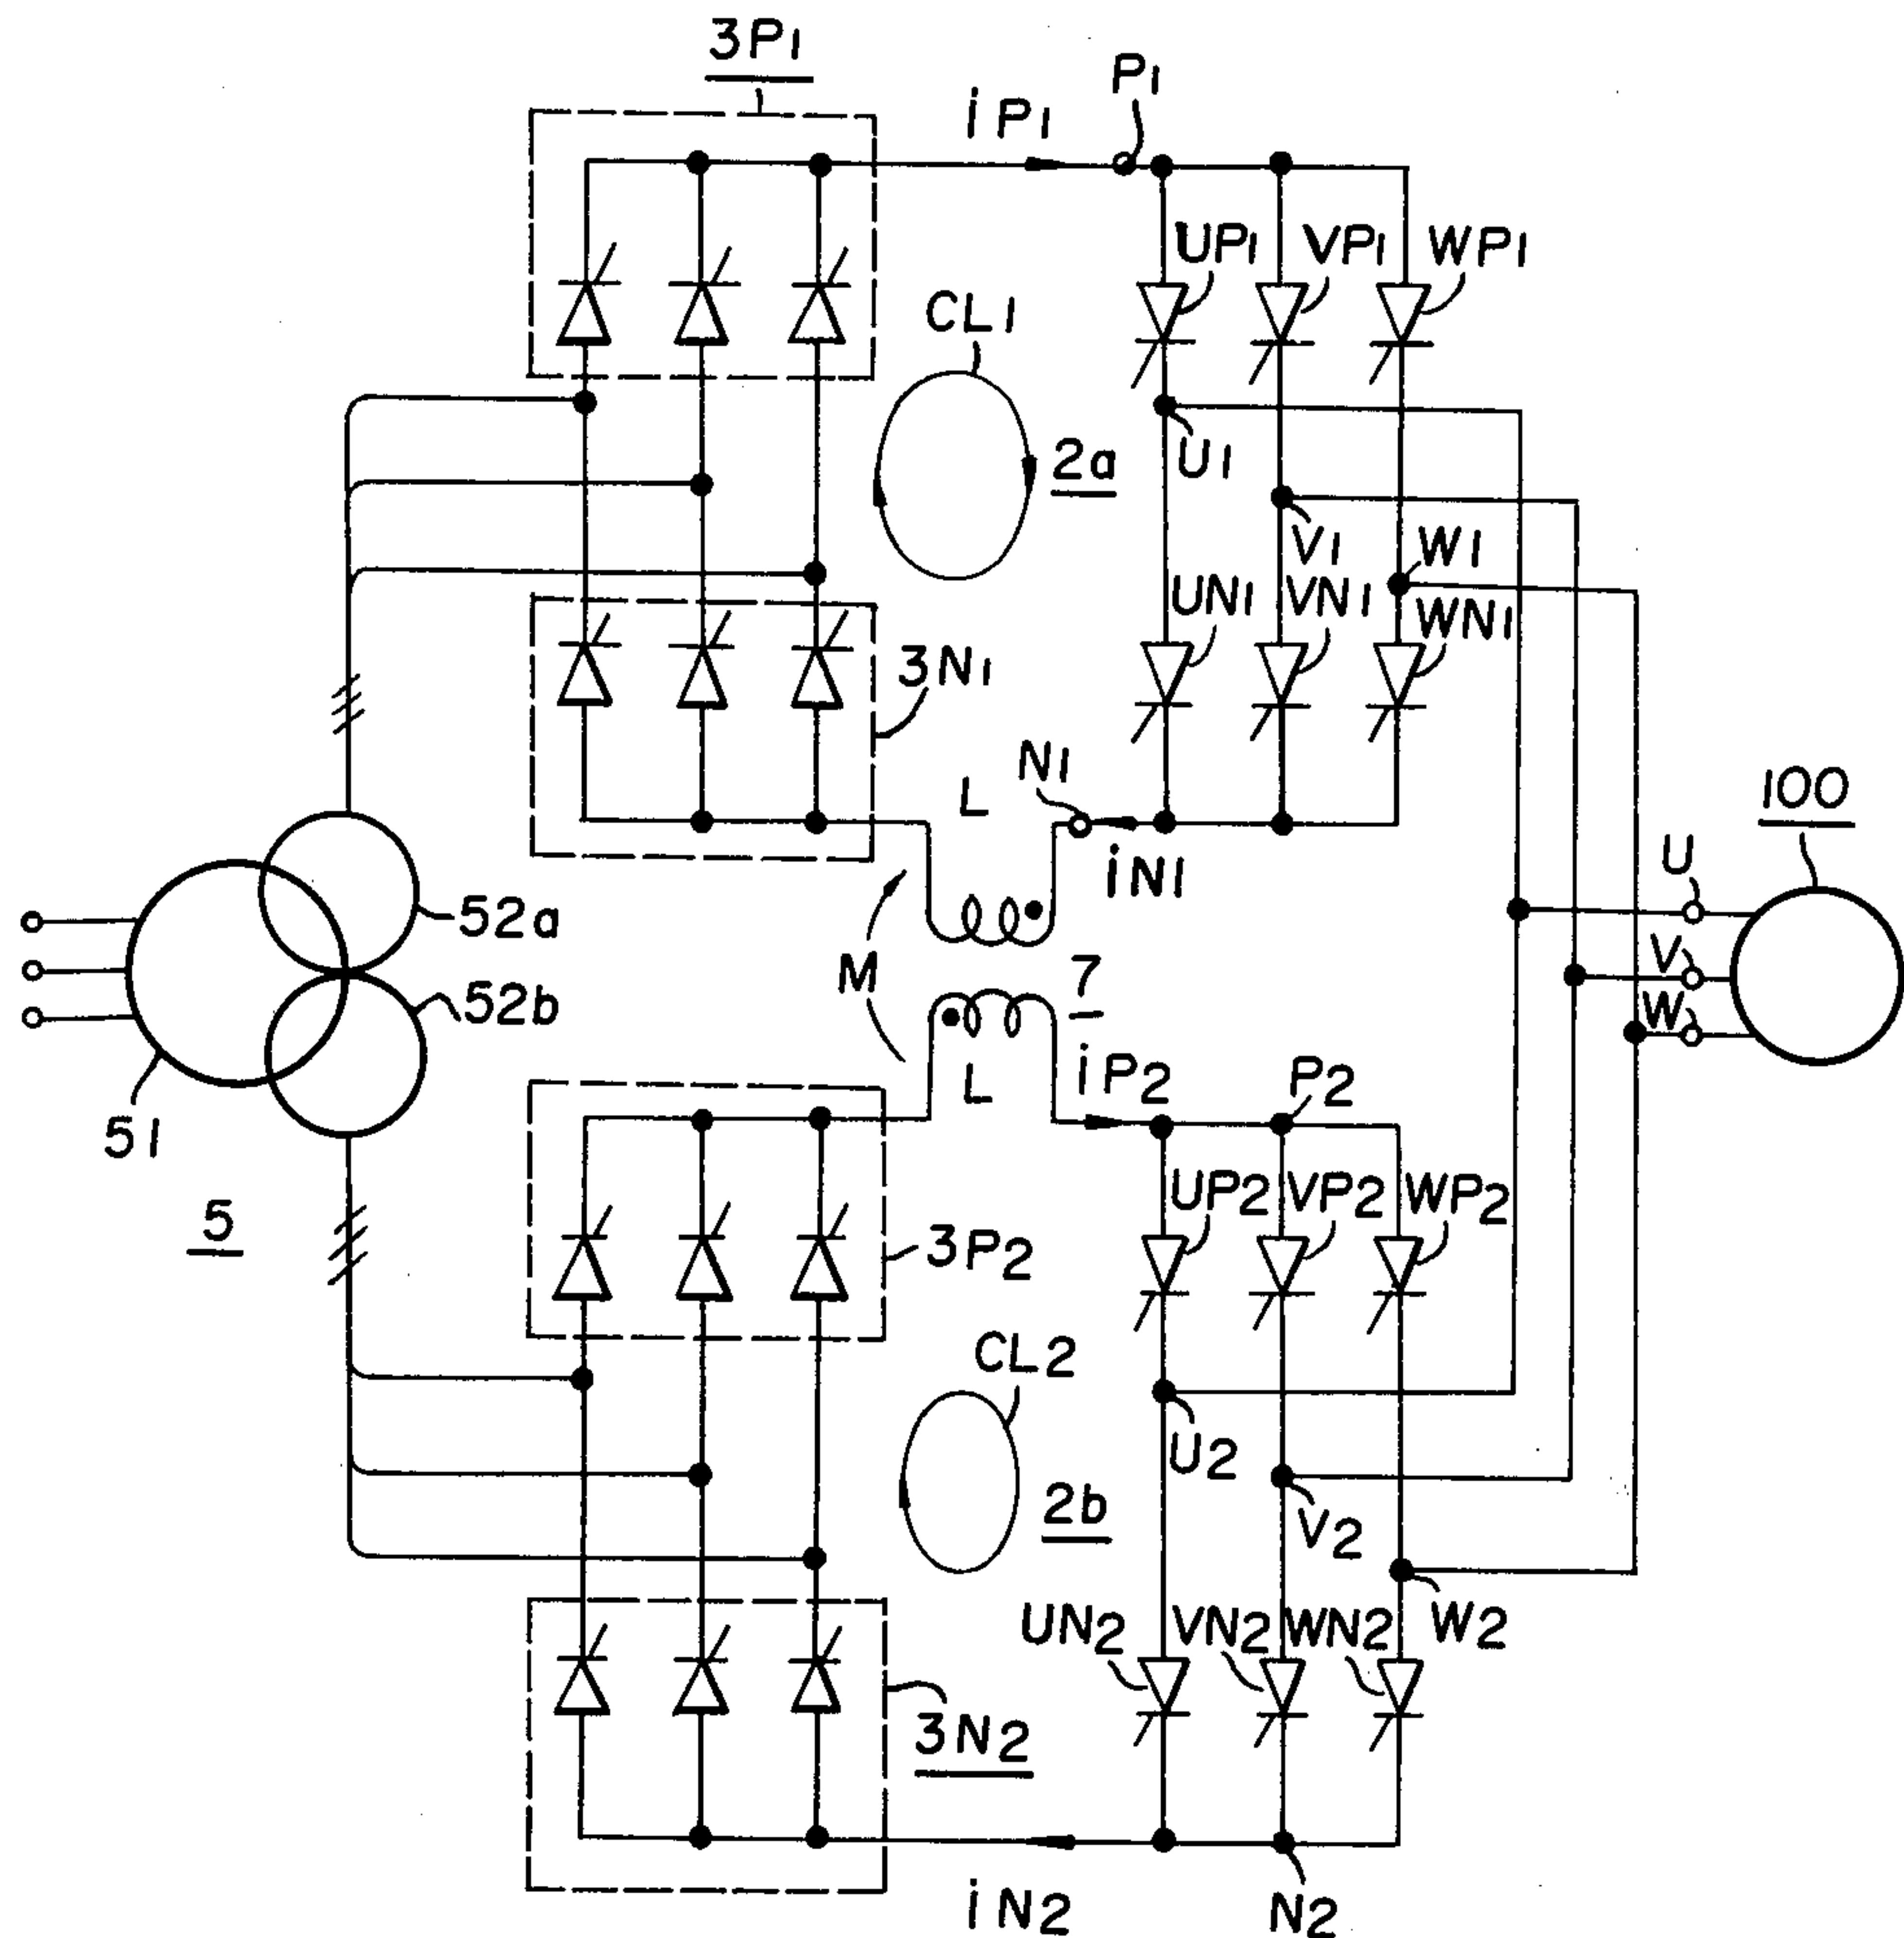 3P1
P1
iP1
UP1
VP1
WP1
CL1
2a
U1
V1
W1
UN1
VN1
WN1
3N1
N1
L
iN1
100
U
52a
M
7
V
52b
W
L
iP2
P2
51
5
UP2
VP2
WP2
3P2
CL2
U2
2b
V2
UN2
VN2
WN2
W2
3N2
iN2
N2